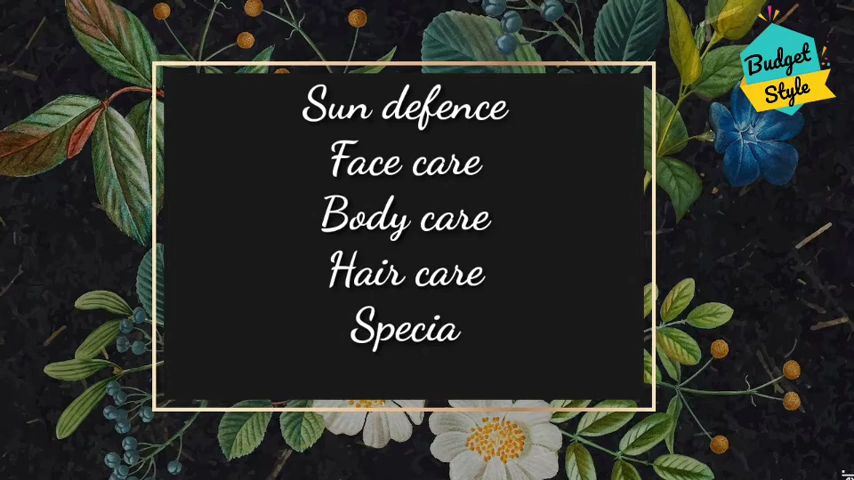 Sun defence
Face care
Body care
Hair care
Specia
Budget
Style